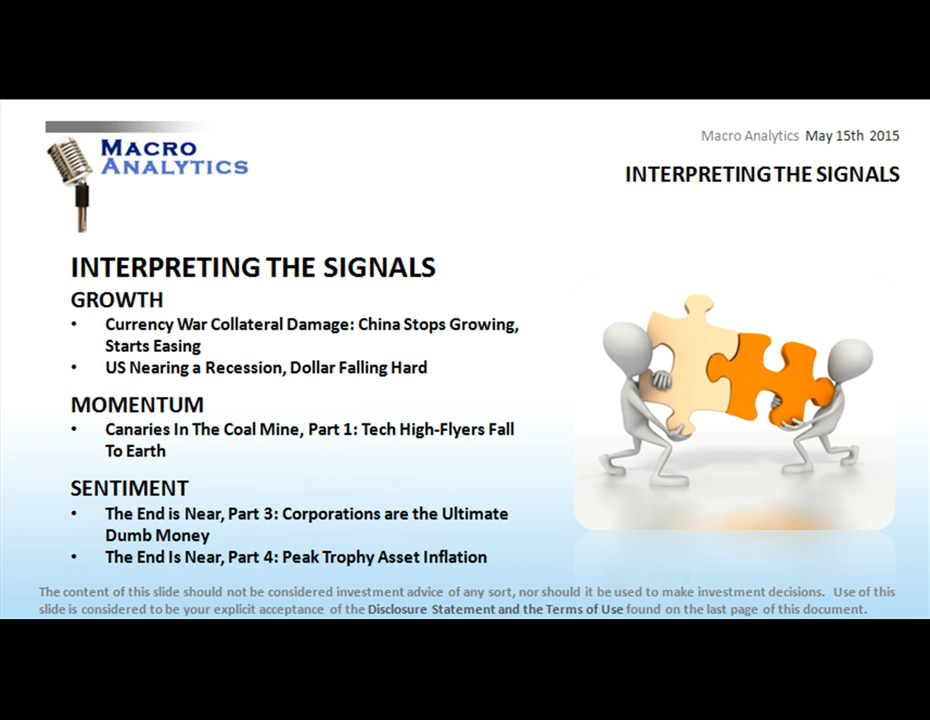 MACRO
ANALYTICS
Macro Analytics May 15th 2015
INTERPRETING THE SIGNALS
INTERPRETING THE SIGNALS
GROWTH
• Currency War Collateral Damage: China Stops Growing,
Starts Easing
• US Nearing a Recession, Dollar Falling Hard
MOMENTUM
• Canaries In The Coal Mine, Part 1: Tech High-Flyers Fall
To Earth
SENTIMENT
• The End is Near, Part 3: Corporations are the Ultimate
Dumb Money
• The End Is Near, Part 4: Peak Trophy Asset Inflation
The content of this slide should not be considered investment advice of any sort, nor should it be used to make investment decisions. Use of this
slide is considered to be your explicit acceptance of the Disclosure Statement and the Terms of Use found on the last page of this document.